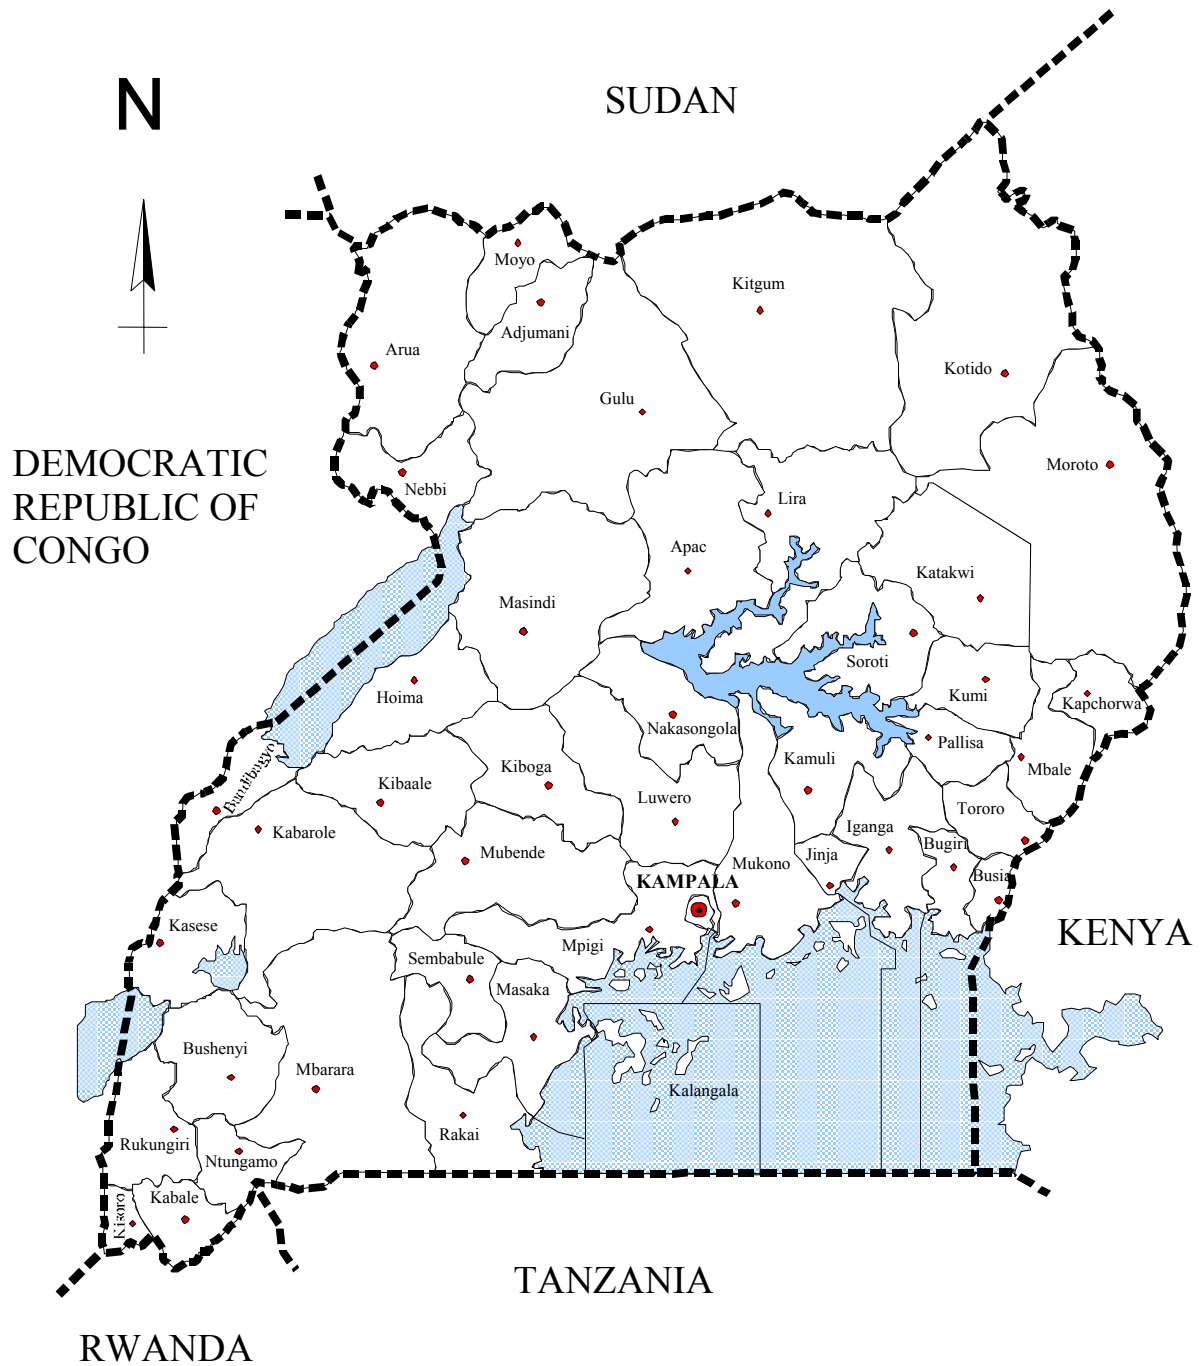 N
SUDAN
Moyo
Kitgum
Adjumani
Arua
Kotido
Gulu
DEMOCRATIC
REPUBLIC OF
CONGO
Moroto
Nebbi
Lira
Apac
Katakwi
Masindi
Soroti
Hoima
Kumi
Kapchorwa
Nakasongola
Pallisa
Bundibugyo
Kamuli
Mbale
Kiboga
Kibaale
Luwero
Tororo
Kabarole
Iganga
Bugiri
Mubende
Mukono
Jinja
Busia
KAMPALA
Kasese
KENYA
Mpigi
Sembabule
Masaka
Bushenyi
Mbarara
Kalangala
Rukungiri
Rakai
Ntungamo
Kabale
Kisoro
TANZANIA
RWANDA